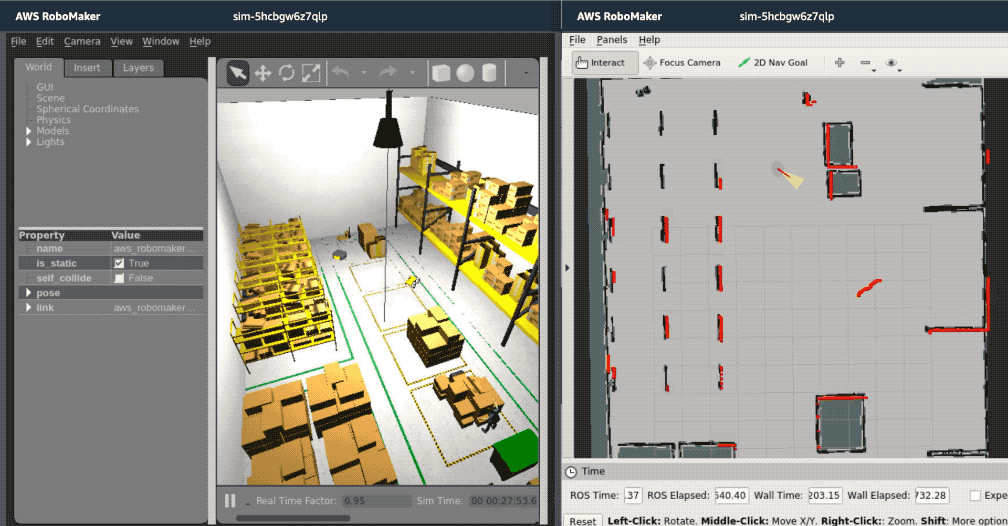 AWS RoboMaker
sim-5hcbgw6z7qlp
File Edit Camera View Window Help
World Insert Layers
GUI
Scene
Spherical Coordinates
Physics
Models
Lights
Property Value
name aws_robomaker...
is_static True
self_collide False
pose
link aws_robomaker...
Real Time Factor: 0.95 Sim Time: 00 00:27:53.6
AWS RoboMaker
sim-5hcbgw6z7qlp
File Panels Help
Interact Focus Camera 2D Nav Goal
Time
ROS Time: .37 ROS Elapsed: 540.40 Wall Time: 203.15 Wall Elapsed: 732.28 Expe
Reset Left-Click: Rotate. Middle-Click: Move X/Y. Right-Click:: Zoom. Shift: More option